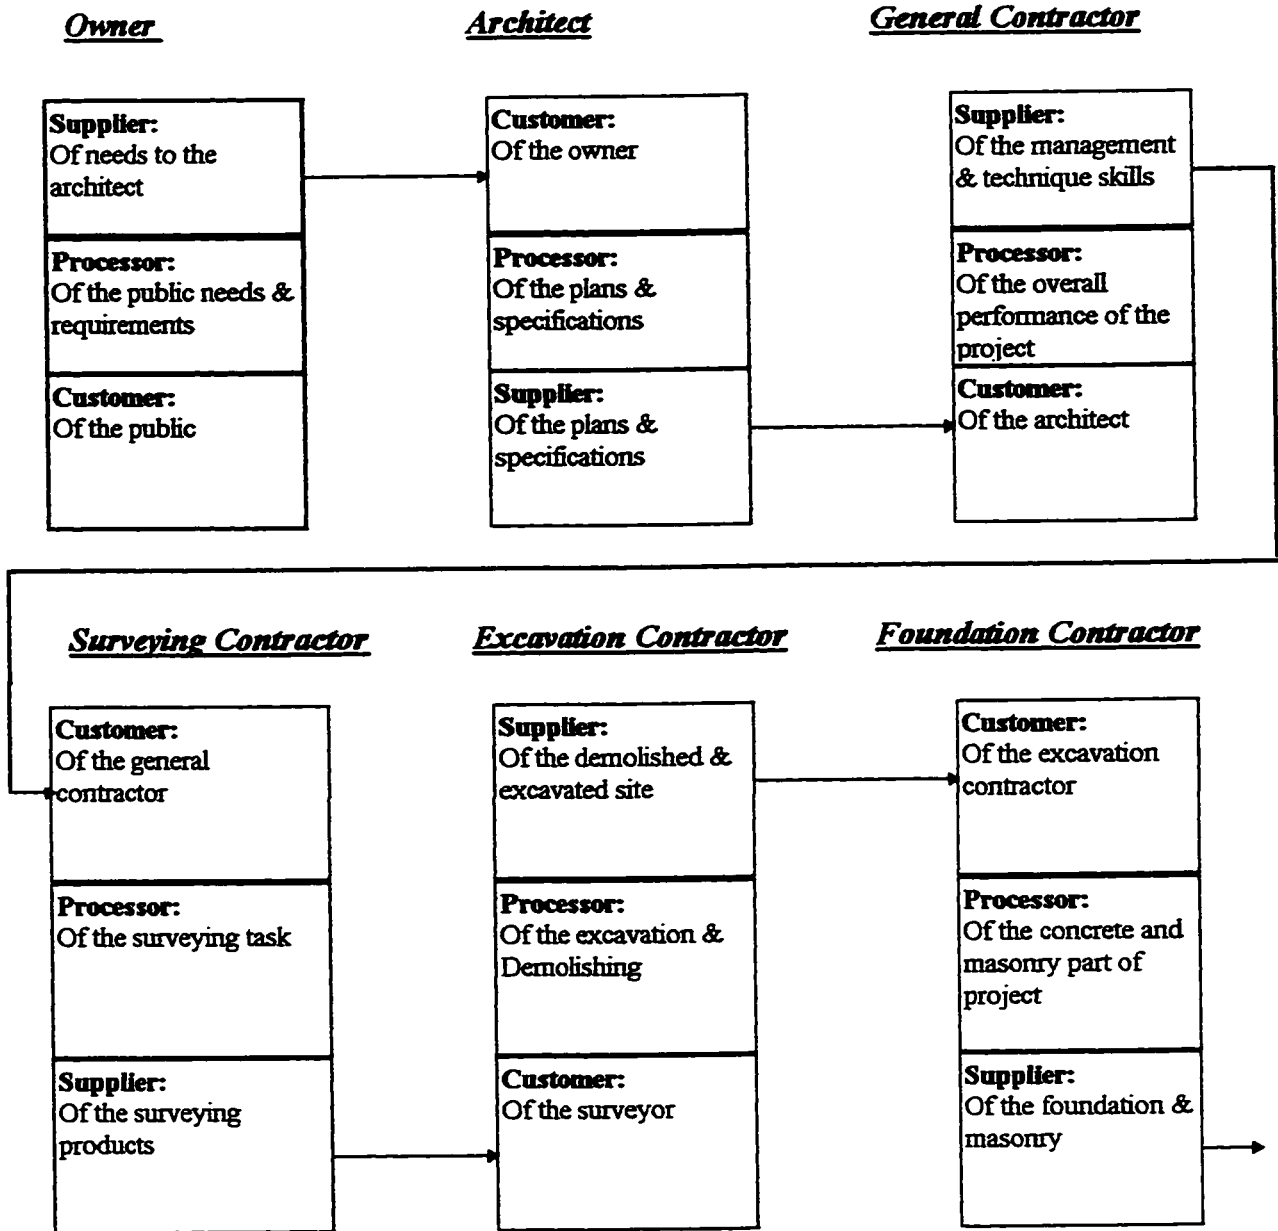 Owner
Architect
General Contractor
Supplier:
Of needs to the
architect
Processor:
Of the public needs &
requirements
Customer:
Of the public
Customer:
Of the owner
Processor:
Of the plans &
specifications
Supplier:
Of the plans &
specifications
Supplier:
Of the management
& technique skills
Processor:
Of the overall
performance of the
project
Customer:
Of the architect
Surveying Contractor
Excavation Contractor
Foundation Contractor
Customer:
Of the general
contractor
Processor:
Of the surveying task
Supplier:
Of the surveying
products
Supplier:
Of the demolished &
excavated site
Processor:
Of the excavation &
Demolishing
Customer:
Of the surveyor
Customer:
Of the excavation
contractor
Processor:
Of the concrete and
masonry part of
project
Supplier:
Of the foundation &
masonry